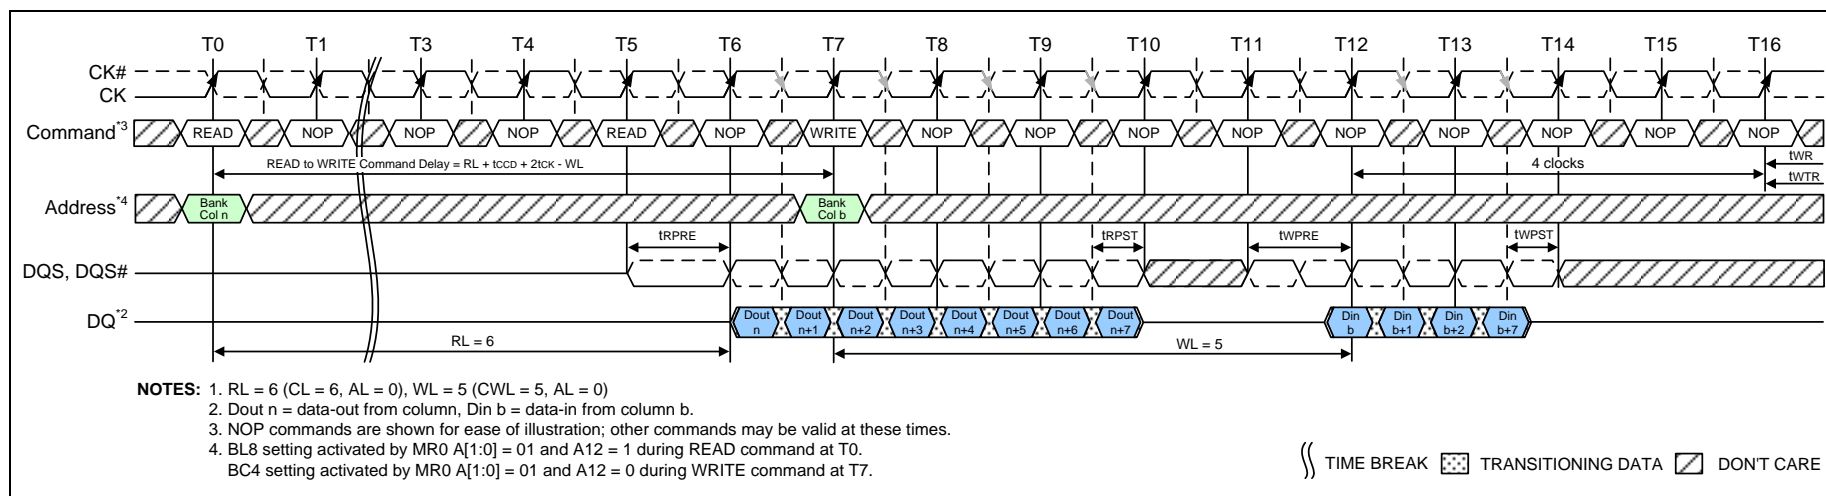 T0 T1 T3 T4 T5 T6 T7 T8 T9 T10 T11 T12 T13 T14 T15 T16
CK#
CK
Command*3 READ NOP NOP NOP READ NOP WRITE NOP NOP NOP NOP NOP NOP NOP NOP NOP
READ to WRITE Command Delay = RL + tCCD + 2tCK - WL
4 clocks
tWR
tWTR
Address*4 Bank Col n Bank Col b
tRPRE tRPST tWPRE tWPST
DQS, DQS#
DQ*2 Dout n Dout n+1 Dout n+2 Dout n+3 Dout n+4 Dout n+5 Dout n+6 Dout n+7 Din b Din b+1 Din b+2 Din b+7
RL = 6 WL = 5
NOTES: 1. RL = 6 (CL = 6, AL = 0), WL = 5 (CWL = 5, AL = 0)
2. Dout n = data-out from column, Din b = data-in from column b.
3. NOP commands are shown for ease of illustration; other commands may be valid at these times.
4. BL8 setting activated by MR0 A[1:0] = 01 and A12 = 1 during READ command at T0.
BC4 setting activated by MR0 A[1:0] = 01 and A12 = 0 during WRITE command at T7.
TIME BREAK TRANSITIONING DATA DON'T CARE